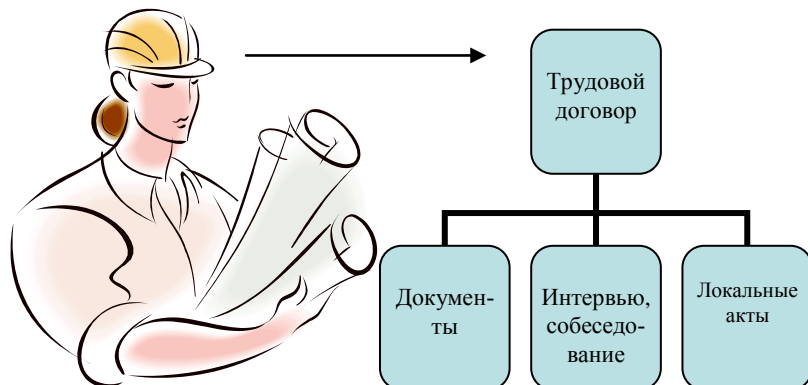 Трудовой
договор
Докумен-
ты
Интервью,
собеседо-
вание
Локальные
акты